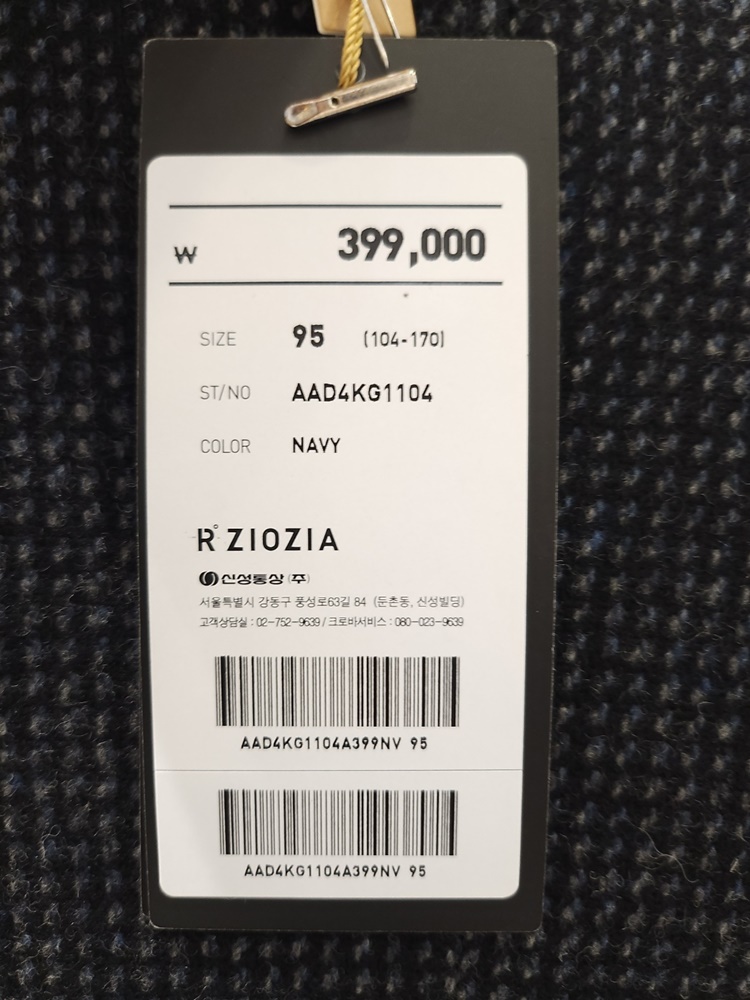 ₩ 399,000
SIZE 95 (104-170)
ST/NO AAD4KG1104
COLOR NAVY
R° ZIOZIA
신성통상 (주)
서울특별시 강동구 풍성로63길 84 (둔촌동, 신성빌딩)
고객상담실 : 02-752-9639 / 크로바서비스 : 080-023-9639
AAD4KG1104A399NV 95
AAD4KG1104A399NV 95